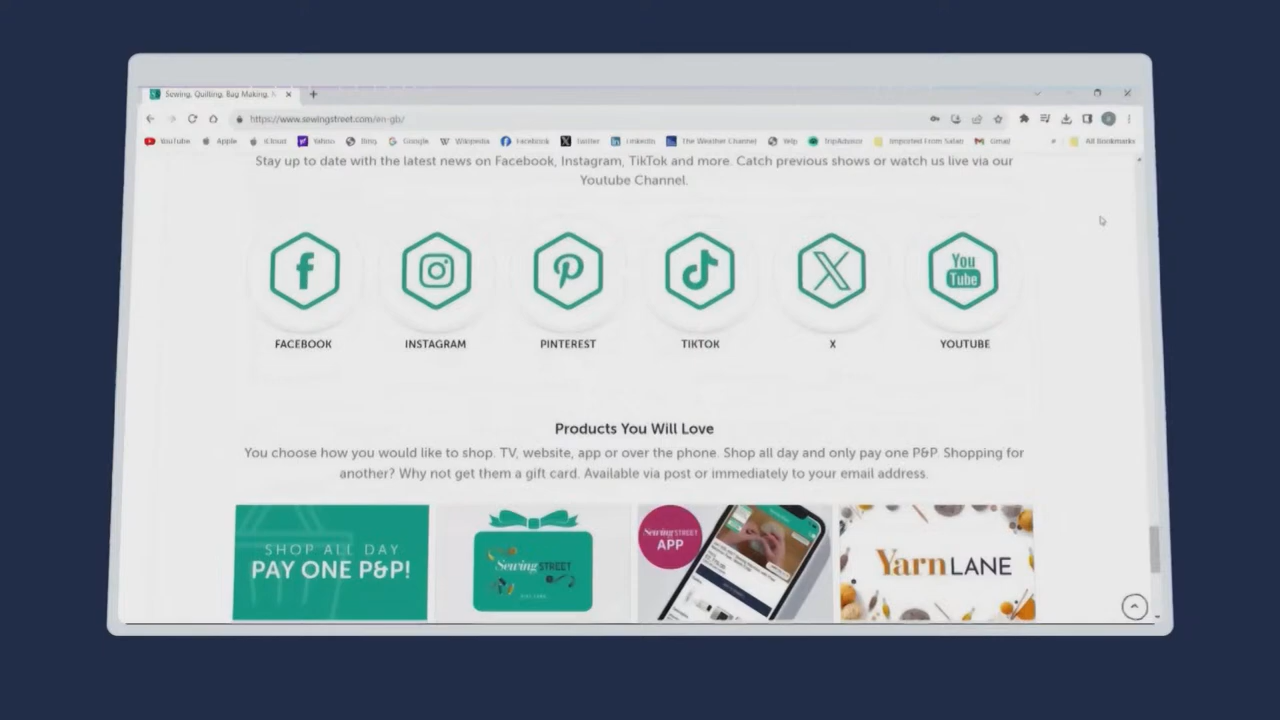 Sewing, Quilting, Bag Making, 
https://www.sewingstreet.com/en-gb/
YouTube Apple iCloud Yahoo Bing Google Wikipedia Facebook Twitter LinkedIn The Weather Channel Yelp TripAdvisor Imported From Safari Gmail » All Bookmarks
Stay up to date with the latest news on Facebook, Instagram, TikTok and more. Catch previous shows or watch us live via our
Youtube Channel.
You
Tube
FACEBOOK INSTAGRAM PINTEREST TIKTOK X YOUTUBE
Products You Will Love
You choose how you would like to shop. TV, website, app or over the phone. Shop all day and only pay one P&P. Shopping for
another? Why not get them a gift card. Available via post or immediately to your email address.
SHOP ALL DAY
PAY ONE P&P!
Sewing STREET
GIFT CARD
Sewing STREET
APP
Yarn LANE